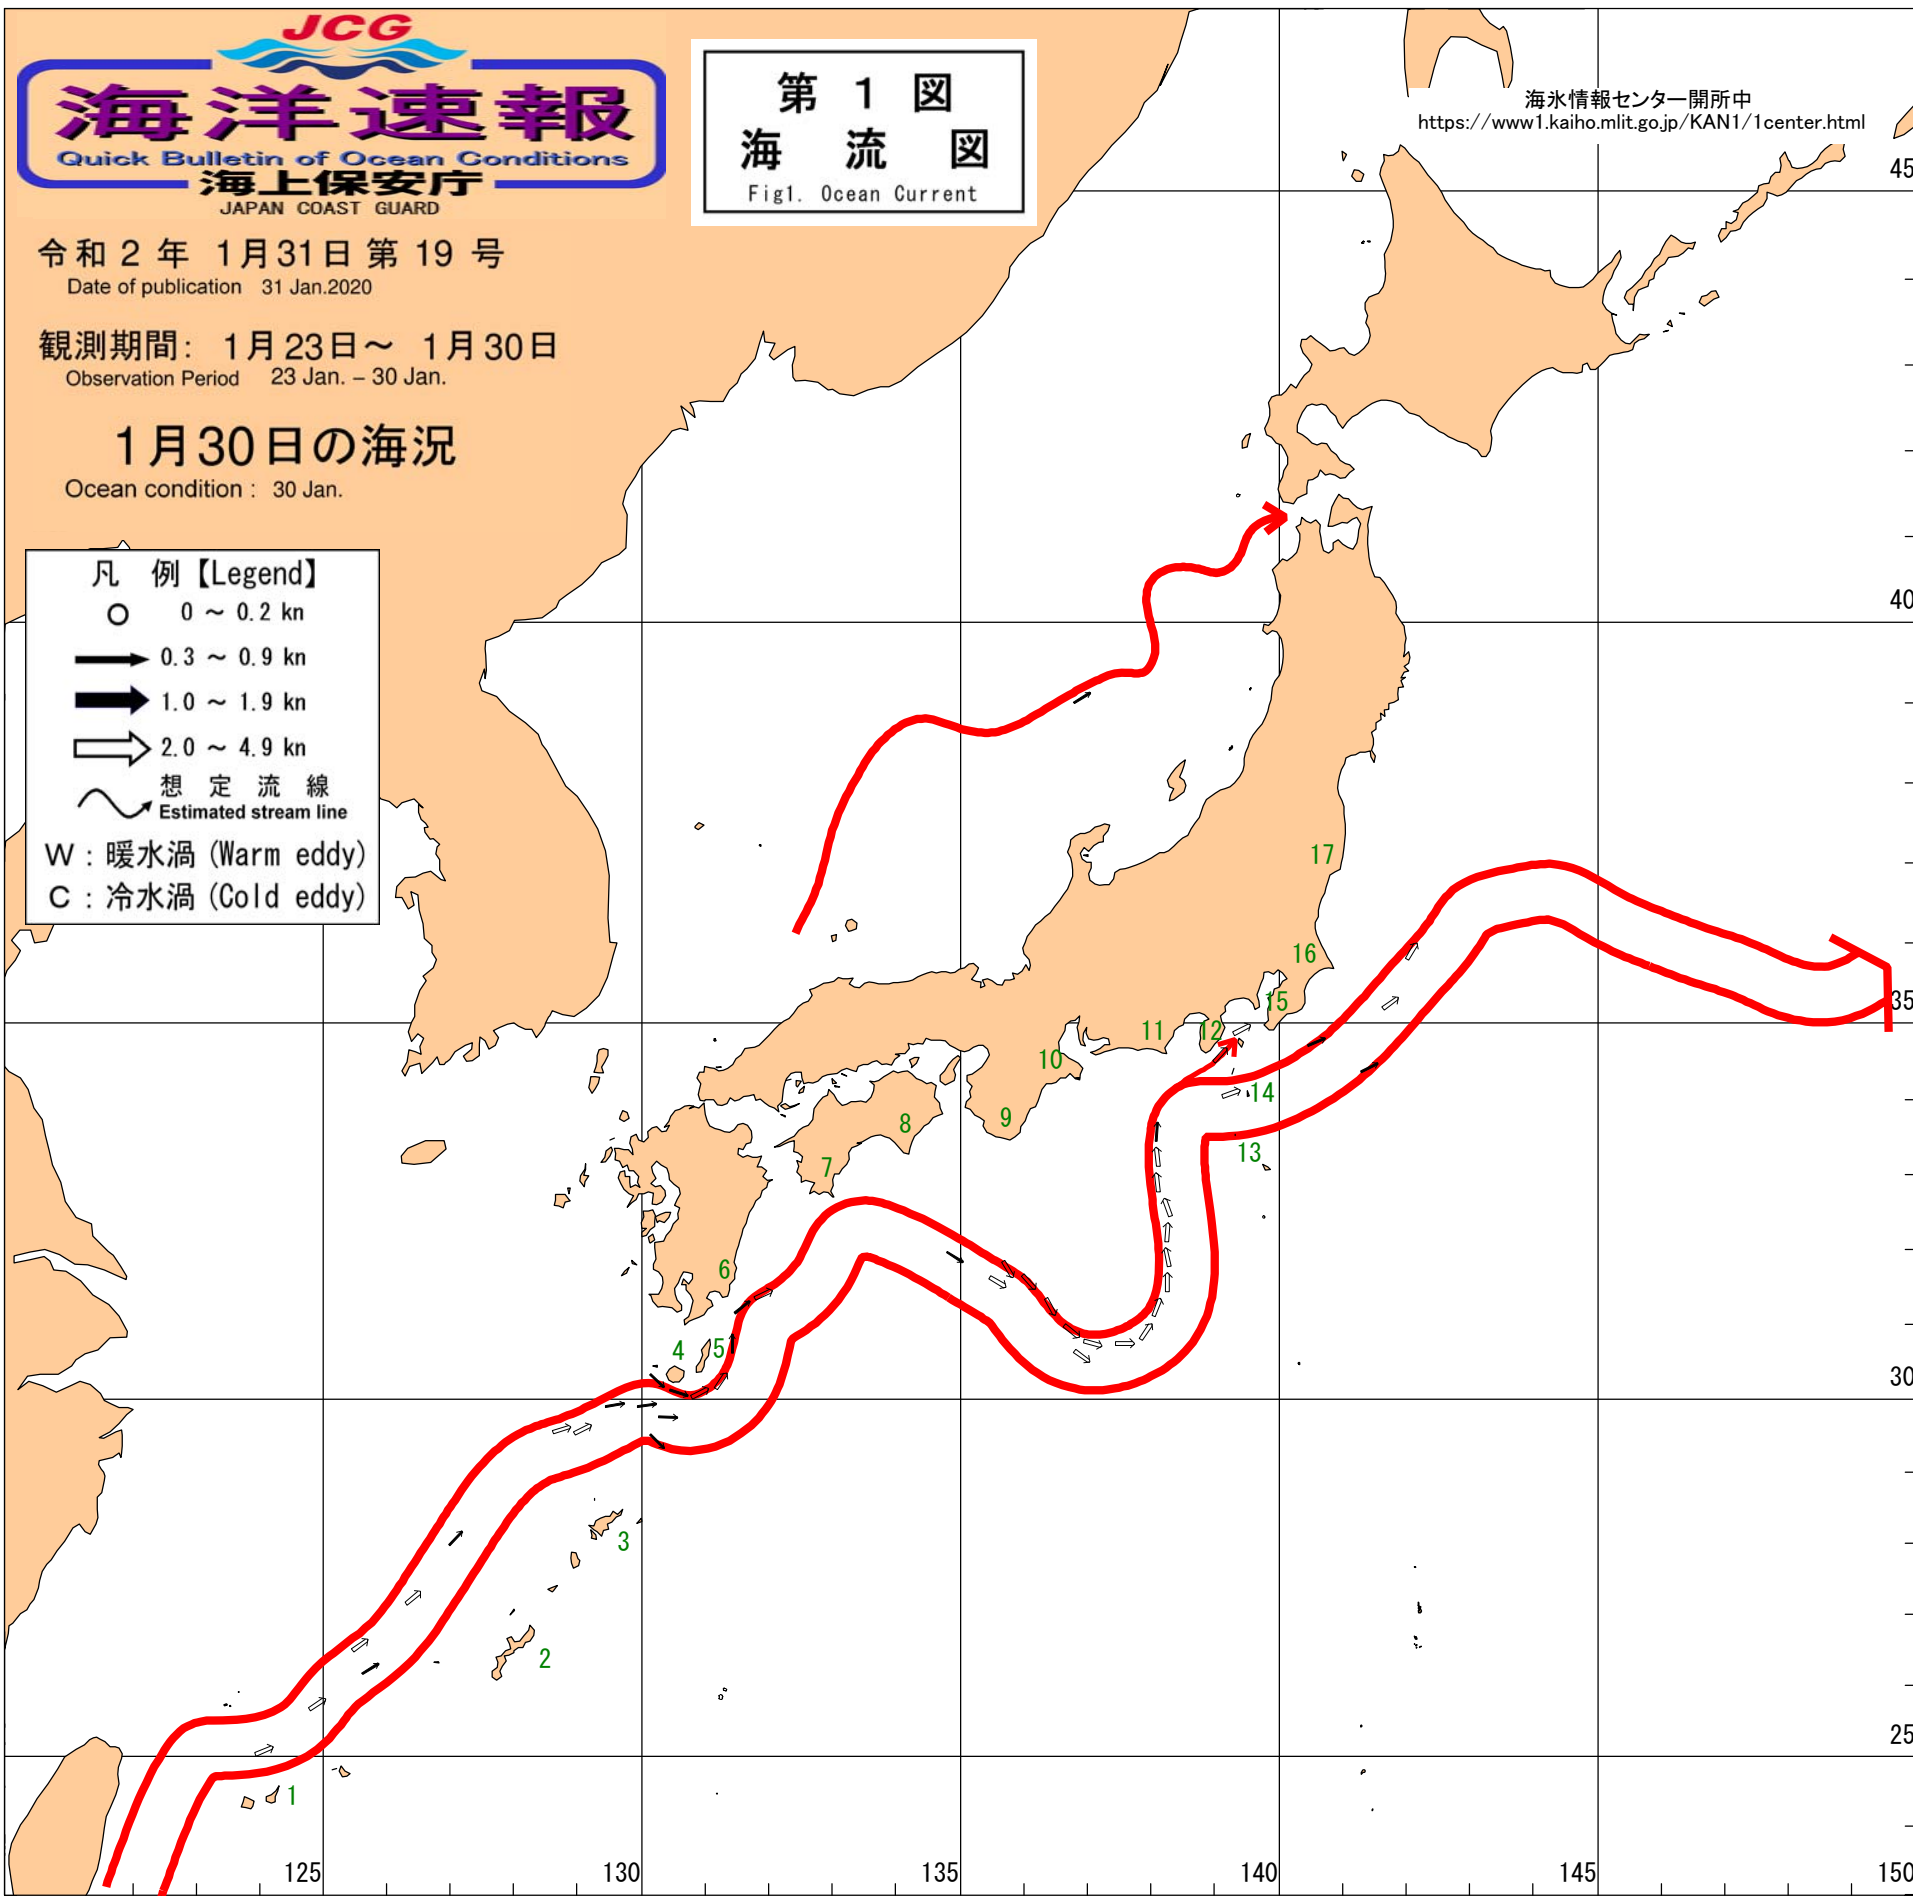 JCG
海洋速報
Quick Bulletin of Ocean Conditions
海上保安庁
JAPAN COAST GUARD
第 1 図
海 流 図
Fig1. Ocean Current
海氷情報センター開所中
https://www1.kaiho.mlit.go.jp/KAN1/1center.html
令和 2 年 1月31日 第 19 号
Date of publication 31 Jan.2020
観測期間: 1月23日～ 1月30日
Observation Period 23 Jan. – 30 Jan.
1月30日の海況
Ocean condition : 30 Jan.
凡 例【Legend】
0 ～ 0.2 kn
0.3 ～ 0.9 kn
1.0 ～ 1.9 kn
2.0 ～ 4.9 kn
想 定 流 線
Estimated stream line
W : 暖水渦 (Warm eddy)
C : 冷水渦 (Cold eddy)
45
40
17
16
35
15
12
11
10
14
9
8
13
7
6
5
4
30
3
2
25
1
125
130
135
140
145
150